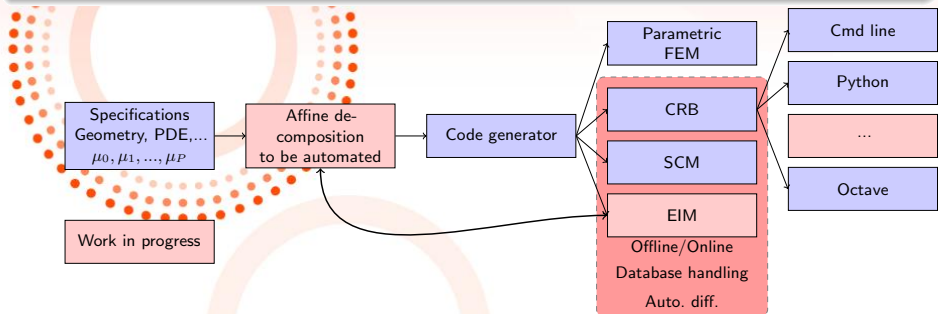 Specifications
Geometry, PDE,...
μ0, μ1, ..., μP
Work in progress
Affine de-
composition
to be automated
Code generator
Parametric
FEM
CRB
SCM
EIM
Offline/Online
Database handling
Auto. diff.
Cmd line
Python
...
Octave